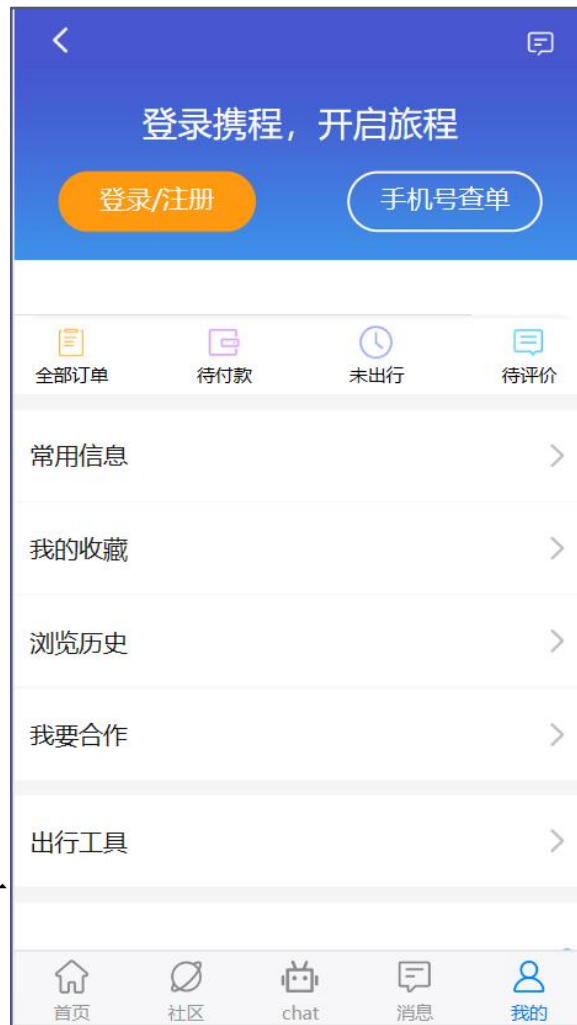 登录携程，开启旅程
登录/注册 手机号查单
全部订单 待付款 未出行 待评价
常用信息
我的收藏
浏览历史
我要合作
出行工具
首页 社区 chat 消息 我的